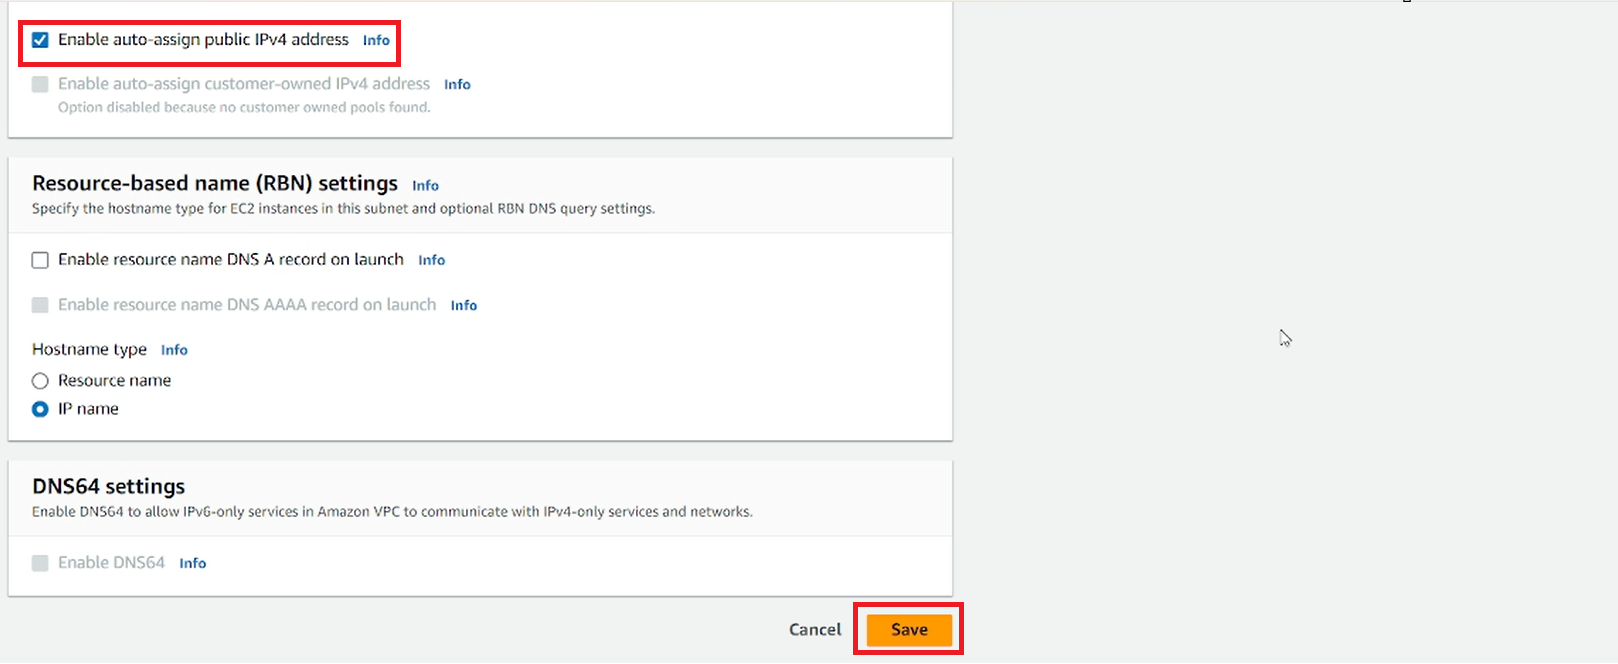 Enable auto-assign public IPv4 address Info
Enable auto-assign customer-owned IPv4 address Info
Option disabled because no customer owned pools found.
Resource-based name (RBN) settings Info
Specify the hostname type for EC2 instances in this subnet and optional RBN DNS query settings.
Enable resource name DNS A record on launch Info
Enable resource name DNS AAAA record on launch Info
Hostname type Info
Resource name
IP name
DNS64 settings
Enable DNS64 to allow IPv6-only services in Amazon VPC to communicate with IPv4-only services and networks.
Enable DNS64 Info
Cancel Save